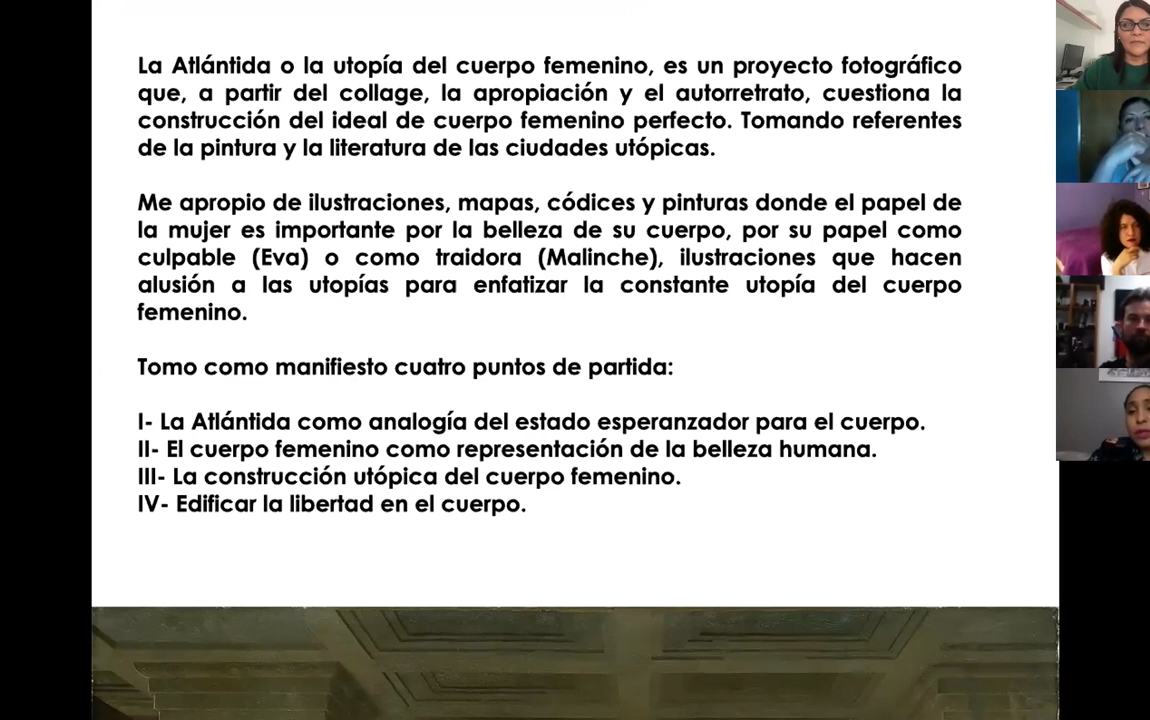 La Atlántida o la utopía del cuerpo femenino, es un proyecto fotográfico
que, a partir del collage, la apropiación y el autorretrato, cuestiona la
construcción del ideal de cuerpo femenino perfecto. Tomando referentes
de la pintura y la literatura de las ciudades utópicas.
Me apropio de ilustraciones, mapas, códices y pinturas donde el papel de
la mujer es importante por la belleza de su cuerpo, por su papel como
culpable (Eva) o como traidora (Malinche), ilustraciones que hacen
alusión a las utopías para enfatizar la constante utopía del cuerpo
femenino.
Tomo como manifiesto cuatro puntos de partida:
I- La Atlántida como analogía del estado esperanzador para el cuerpo.
II- El cuerpo femenino como representación de la belleza humana.
III- La construcción utópica del cuerpo femenino.
IV- Edificar la libertad en el cuerpo.